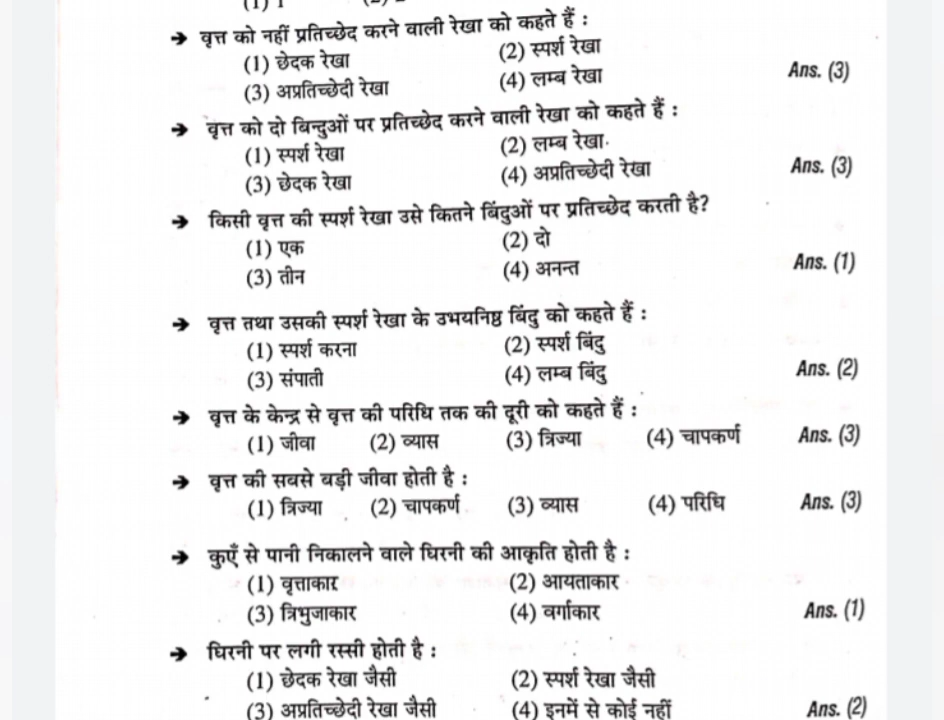 ➔ वृत्त को नहीं प्रतिच्छेद करने वाली रेखा को कहते हैं :
(1) छेदक रेखा (2) स्पर्श रेखा
(3) अप्रतिच्छेदी रेखा (4) लम्ब रेखा Ans. (3)
➔ वृत्त को दो बिन्दुओं पर प्रतिच्छेद करने वाली रेखा को कहते हैं :
(1) स्पर्श रेखा (2) लम्ब रेखा
(3) छेदक रेखा (4) अप्रतिच्छेदी रेखा Ans. (3)
➔ किसी वृत्त की स्पर्श रेखा उसे कितने बिंदुओं पर प्रतिच्छेद करती है?
(1) एक (2) दो
(3) तीन (4) अनन्त Ans. (1)
➔ वृत्त तथा उसकी स्पर्श रेखा के उभयनिष्ठ बिंदु को कहते हैं :
(1) स्पर्श करना (2) स्पर्श बिंदु
(3) संपाती (4) लम्ब बिंदु Ans. (2)
➔ वृत्त के केन्द्र से वृत्त की परिधि तक की दूरी को कहते हैं :
(1) जीवा (2) व्यास (3) त्रिज्या (4) चापकर्ण Ans. (3)
➔ वृत्त की सबसे बड़ी जीवा होती है :
(1) त्रिज्या (2) चापकर्ण (3) व्यास (4) परिधि Ans. (3)
➔ कुएँ से पानी निकालने वाले घिरनी की आकृति होती है :
(1) वृत्ताकार (2) आयताकार
(3) त्रिभुजाकार (4) वर्गाकार Ans. (1)
➔ घिरनी पर लगी रस्सी होती है :
(1) छेदक रेखा जैसी (2) स्पर्श रेखा जैसी
(3) अप्रतिच्छेदी रेखा जैसी (4) इनमें से कोई नहीं Ans. (2)